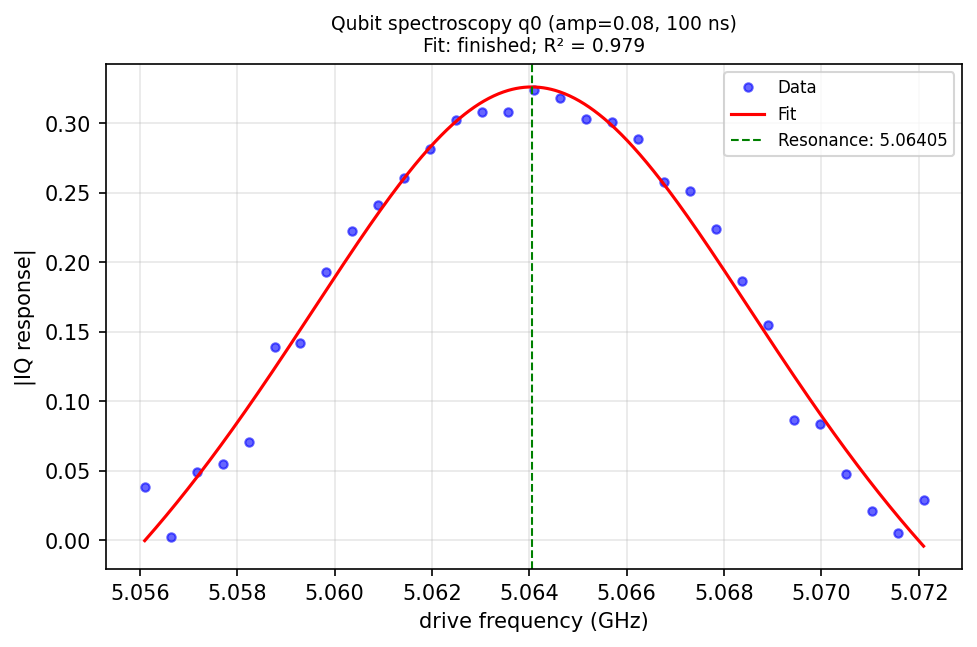 Qubit spectroscopy q0 (amp=0.08, 100 ns)
Fit: finished; R² = 0.979
Data
Fit
Resonance: 5.06405
|IQ response|
0.30
0.25
0.20
0.15
0.10
0.05
0.00
5.056 5.058 5.060 5.062 5.064 5.066 5.068 5.070 5.072
drive frequency (GHz)